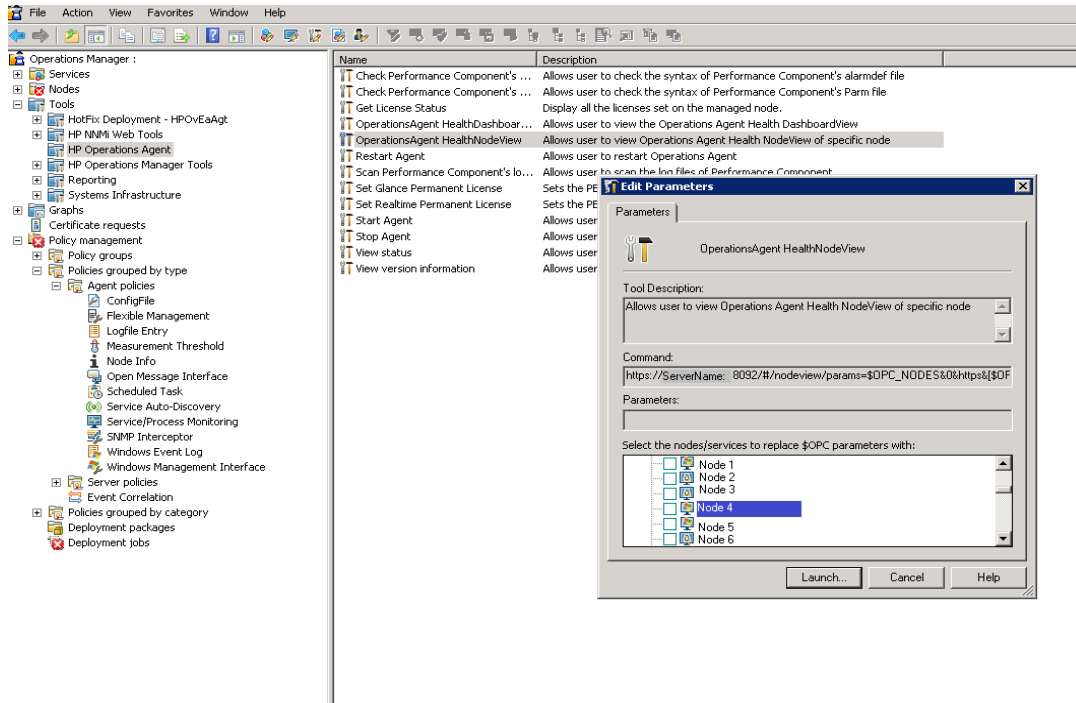 File Action View Favorites Window Help
Operations Manager :
Services
Nodes
Tools
HotFix Deployment - HPOvEaAgt
HP NNMi Web Tools
HP Operations Agent
HP Operations Manager Tools
Reporting
Systems Infrastructure
Graphs
Certificate requests
Policy management
Policy groups
Policies grouped by type
Agent policies
ConfigFile
Flexible Management
Logfile Entry
Measurement Threshold
Node Info
Open Message Interface
Scheduled Task
Service Auto-Discovery
Service/Process Monitoring
SNMP Interceptor
Windows Event Log
Windows Management Interface
Server policies
Event Correlation
Policies grouped by category
Deployment packages
Deployment jobs
Name Description
Check Performance Component's ... Allows user to check the syntax of Performance Component's alarmdef file
Check Performance Component's ... Allows user to check the syntax of Performance Component's Parm file
Get License Status Display all the licenses set on the managed node.
OperationsAgent HealthDashboar... Allows user to view the Operations Agent Health DashboardView
OperationsAgent HealthNodeView Allows user to view Operations Agent Health NodeView of specific node
Restart Agent Allows user to restart Operations Agent
Scan Performance Component's lo... Allows user to scan the log files of Performance Component
Set Glance Permanent License Sets the PE
Set Realtime Permanent License Sets the PE
Start Agent Allows user
Stop Agent Allows user
View status Allows user
View version information Allows user
Edit Parameters
Parameters
OperationsAgent HealthNodeView
Tool Description:
Allows user to view Operations Agent Health NodeView of specific node
Command:
https://ServerName: 8092/#/nodeview/params=$OPC_NODES&0&https&[$OF
Parameters:
Select the nodes/services to replace $OPC parameters with:
Node 1
Node 2
Node 3
Node 4
Node 5
Node 6
Launch... Cancel Help